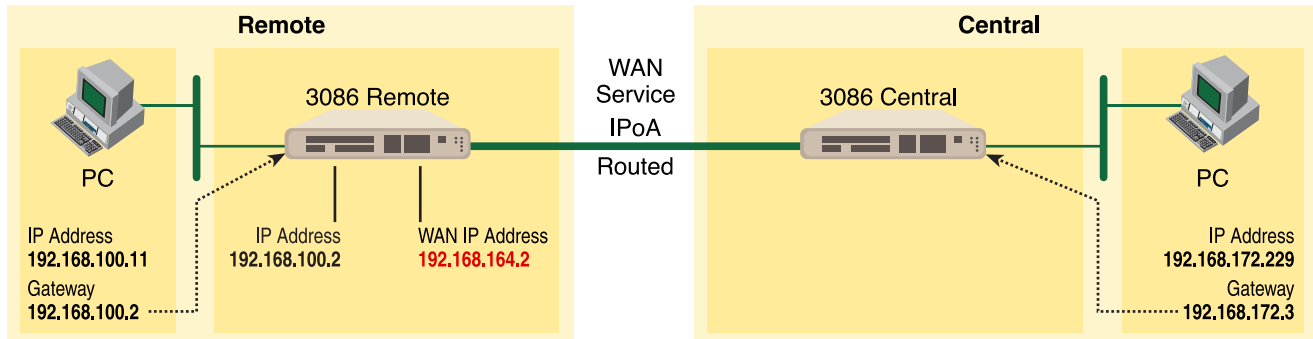 Remote
PC
IP Address
192.168.100.11
Gateway
192.168.100.2
3086 Remote
IP Address
192.168.100.2
WAN IP Address
192.168.164.2
WAN
Service
IPoA
Routed
Central
3086 Central
PC
IP Address
192.168.172.229
Gateway
192.168.172.3